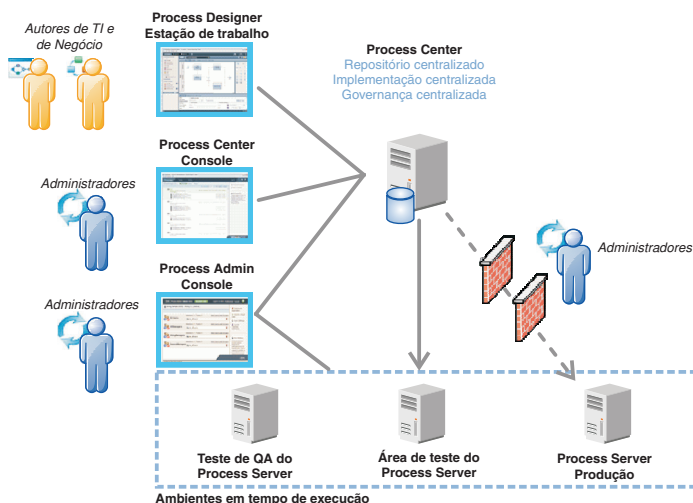 Autores de TI e
de Negócio
Process Designer
Estação de trabalho
Process Center
Repositório centralizado
Implementação centralizada
Governança centralizada
Process Center
Console
Administradores
Process Admin
Console
Administradores
Administradores
Teste de QA do
Process Server
Área de teste do
Process Server
Process Server
Produção
Ambientes em tempo de execução